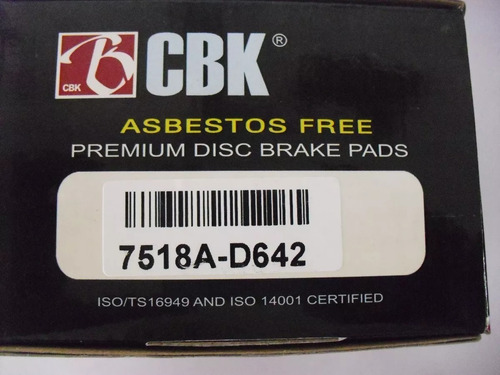 CBK
CBK®
ASBESTOS FREE
PREMIUM DISC BRAKE PADS
7518A-D642
ISO/TS16949 AND ISO 14001 CERTIFIED